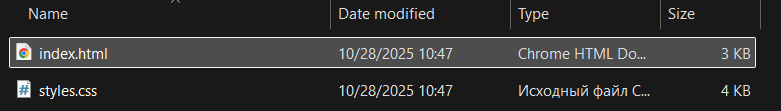 Name Date modified Type Size
index.html 10/28/2025 10:47 Chrome HTML Do... 3 KB
styles.css 10/28/2025 10:47 Исходный файл C... 4 KB